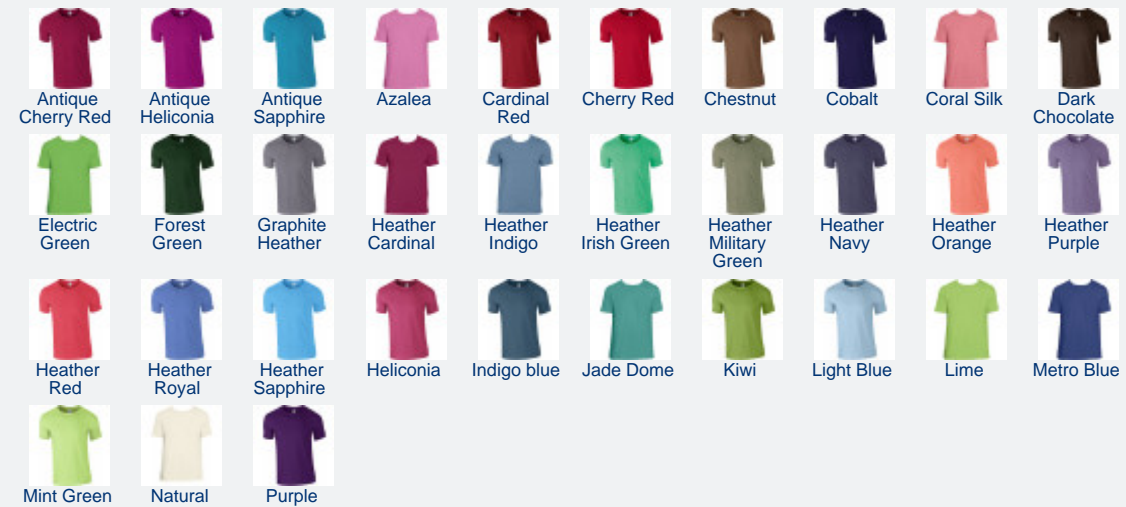 Antique
Cherry Red
Antique
Heliconia
Antique
Sapphire
Azalea
Cardinal
Red
Cherry Red
Chestnut
Cobalt
Coral Silk
Dark
Chocolate
Electric
Green
Forest
Green
Graphite
Heather
Heather
Cardinal
Heather
Indigo
Heather
Irish Green
Heather
Military
Green
Heather
Navy
Heather
Orange
Heather
Purple
Heather
Red
Heather
Royal
Heather
Sapphire
Heliconia
Indigo blue
Jade Dome
Kiwi
Light Blue
Lime
Metro Blue
Mint Green
Natural
Purple